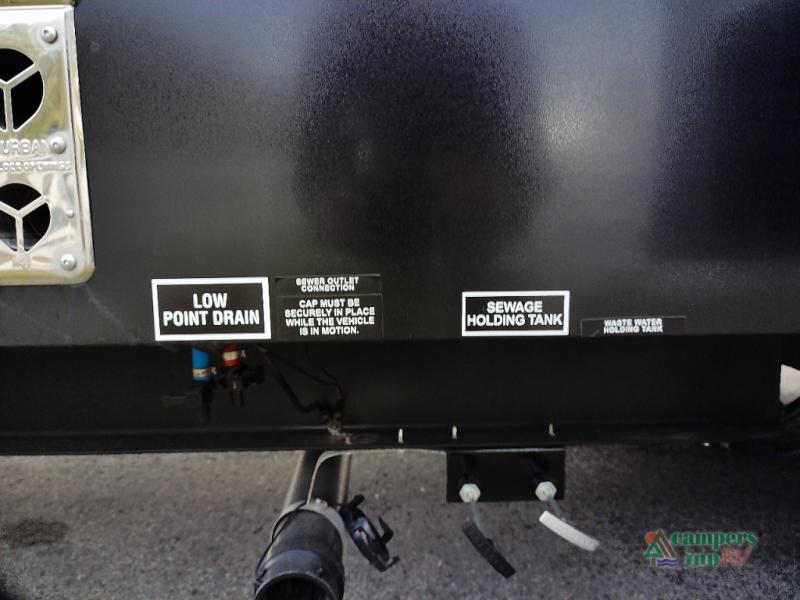 URBAN
LOW
POINT DRAIN
SEWER OUTLET
CONNECTION
CAP MUST BE
SECURELY IN PLACE
WHILE THE VEHICLE
IS IN MOTION.
SEWAGE
HOLDING TANK
WASTE WATER
HOLDING TANK
campers
inn RV